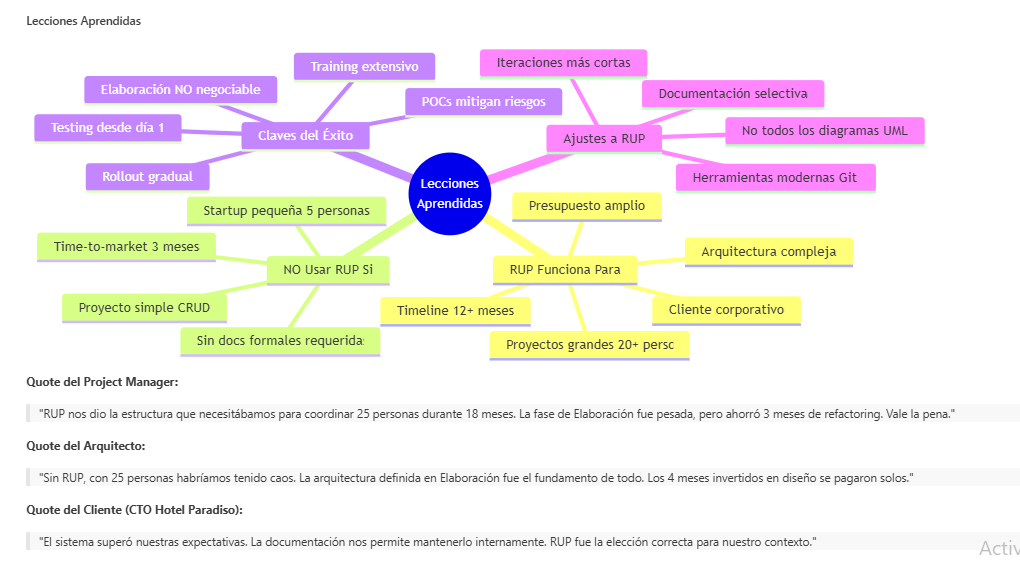 Lecciones Aprendidas
Training extensivo
Elaboración NO negociable
POCs mitigan riesgos
Testing desde día 1
Claves del Éxito
Rollout gradual
Iteraciones más cortas
Documentación selectiva
No todos los diagramas UML
Ajustes a RUP
Herramientas modernas Git
Lecciones
Aprendidas
Startup pequeña 5 personas
Time-to-market 3 meses
NO Usar RUP Si
Proyecto simple CRUD
Sin docs formales requerida
Presupuesto amplio
Arquitectura compleja
RUP Funciona Para
Timeline 12+ meses
Cliente corporativo
Proyectos grandes 20+ persc
Quote del Project Manager:
"RUP nos dio la estructura que necesitábamos para coordinar 25 personas durante 18 meses. La fase de Elaboración fue pesada, pero ahorró 3 meses de refactoring. Vale la pena."
Quote del Arquitecto:
"Sin RUP, con 25 personas habríamos tenido caos. La arquitectura definida en Elaboración fue el fundamento de todo. Los 4 meses invertidos en diseño se pagaron solos."
Quote del Cliente (CTO Hotel Paradiso):
"El sistema superó nuestras expectativas. La documentación nos permite mantenerlo internamente. RUP fue la elección correcta para nuestro contexto."
Activ